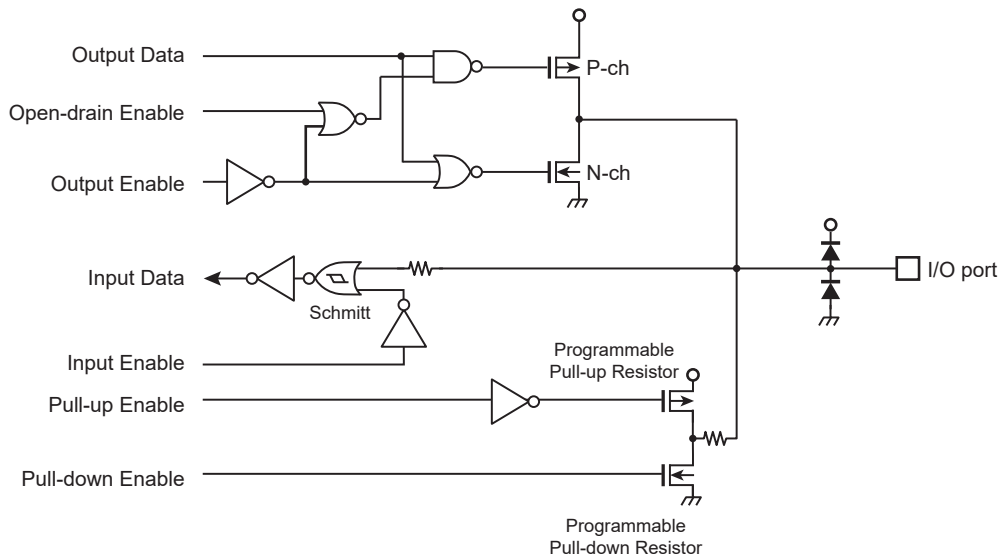 Output Data
P-ch
Open-drain Enable
Output Enable
N-ch
Input Data
I/O port
Schmitt
Input Enable
Programmable
Pull-up Resistor
Pull-up Enable
Pull-down Enable
Programmable
Pull-down Resistor